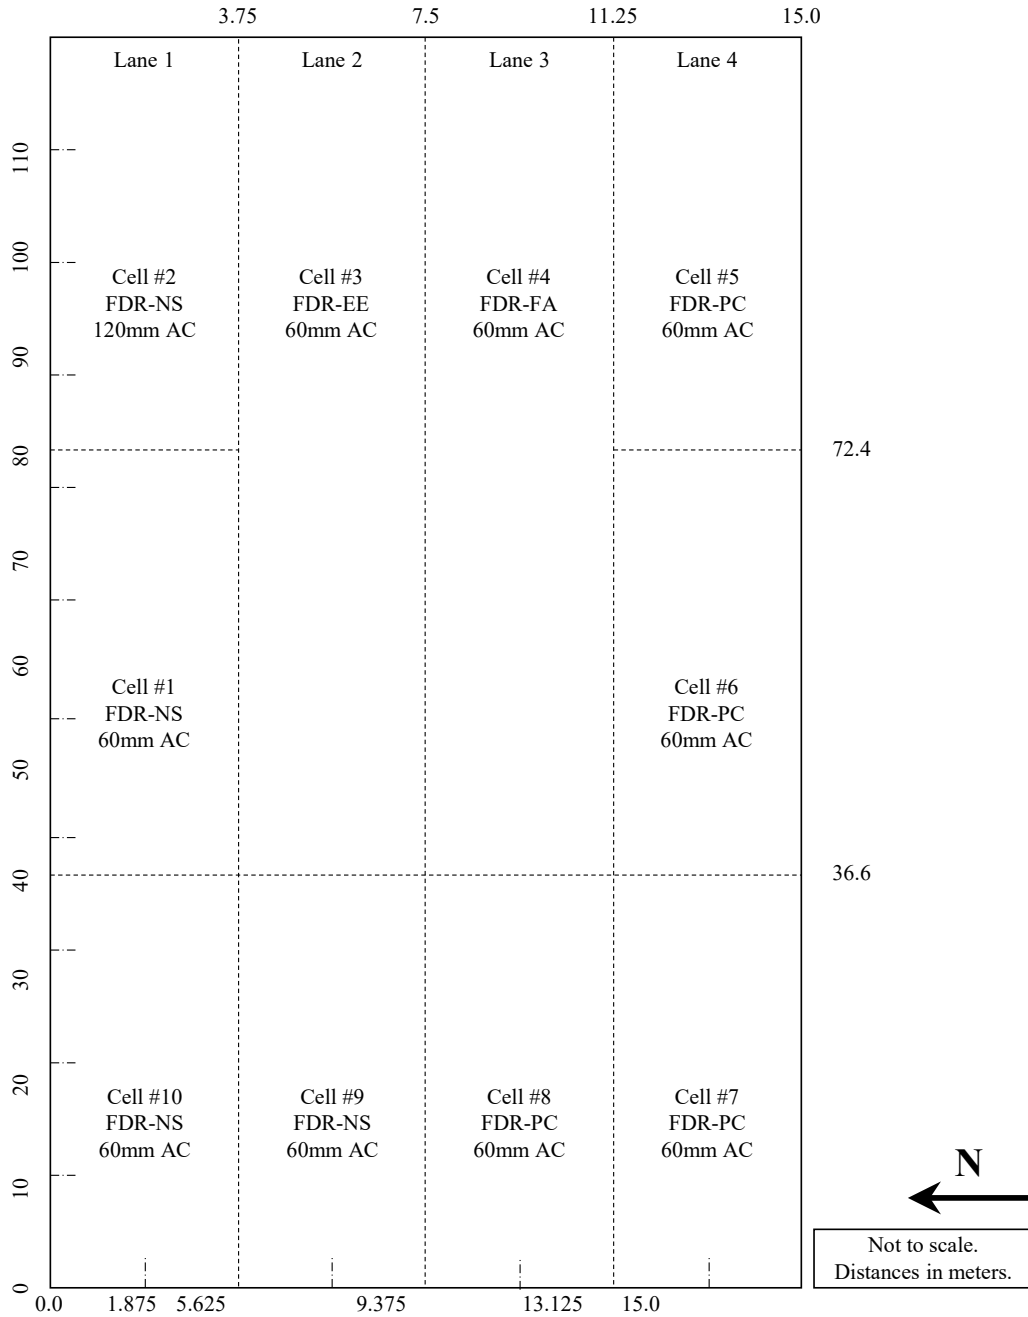 3.75 7.5 11.25 15.0
Lane 1 Lane 2 Lane 3 Lane 4
110
100
Cell #2 Cell #3 Cell #4 Cell #5
FDR-NS FDR-EE FDR-FA FDR-PC
120mm AC 60mm AC 60mm AC 60mm AC
90
80 72.4
70
60
Cell #1 Cell #6
FDR-NS FDR-PC
60mm AC 60mm AC
50
40 36.6
30
20
Cell #10 Cell #9 Cell #8 Cell #7
FDR-NS FDR-NS FDR-PC FDR-PC
60mm AC 60mm AC 60mm AC 60mm AC
N
10
Not to scale.
Distances in meters.
0
0.0 1.875 5.625 9.375 13.125 15.0